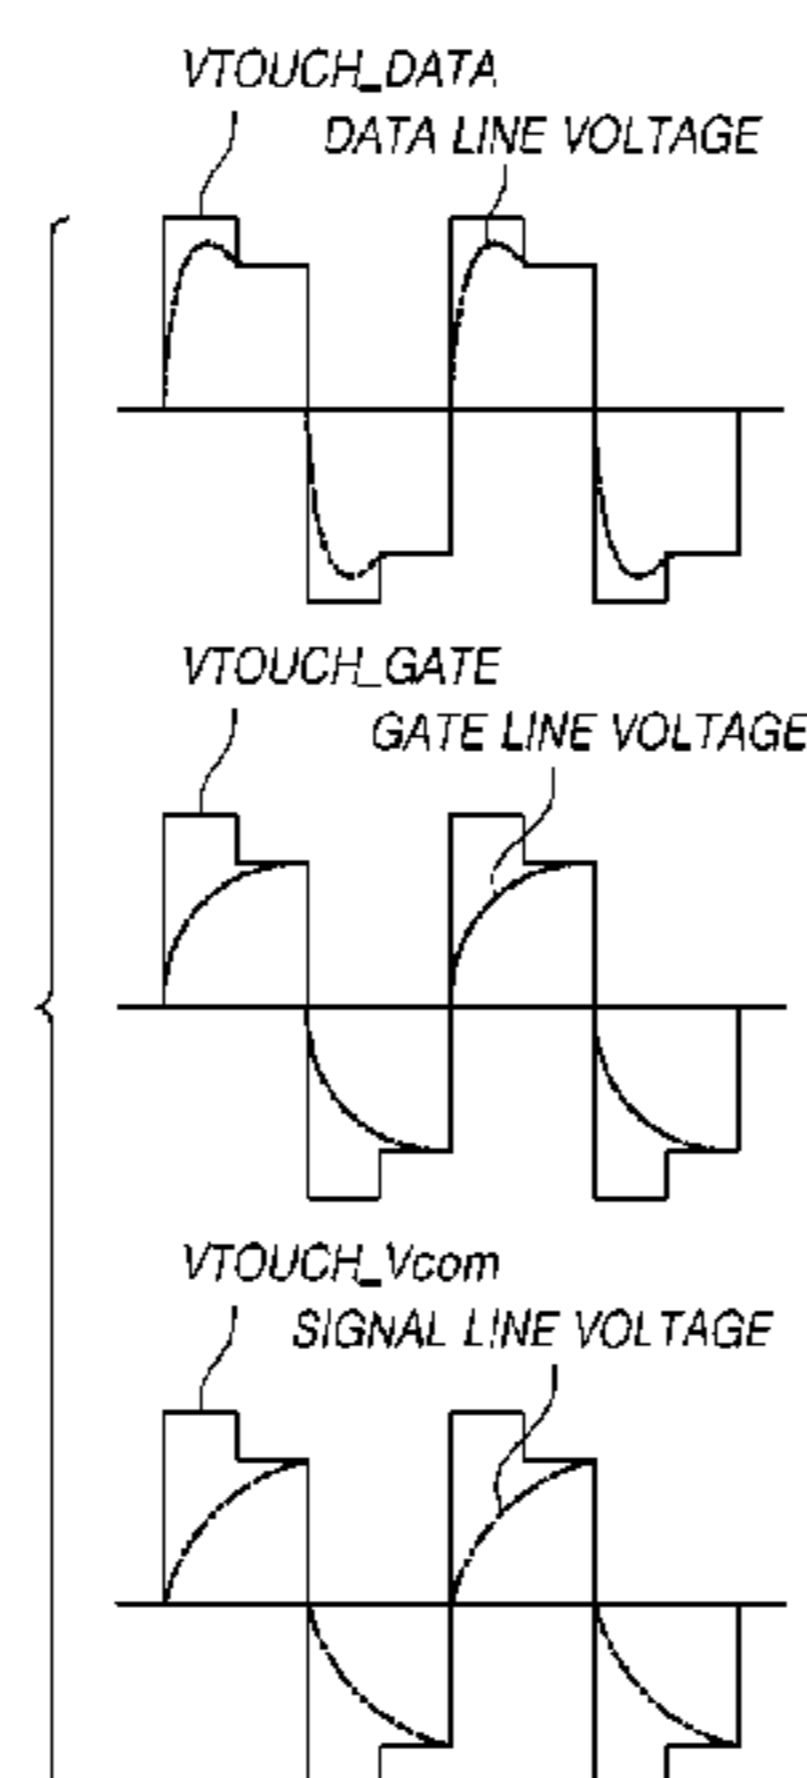 VTOUCH_DATA
DATA LINE VOLTAGE
VTOUCH_GATE
GATE LINE VOLTAGE
VTOUCH_Vcom
SIGNAL LINE VOLTAGE